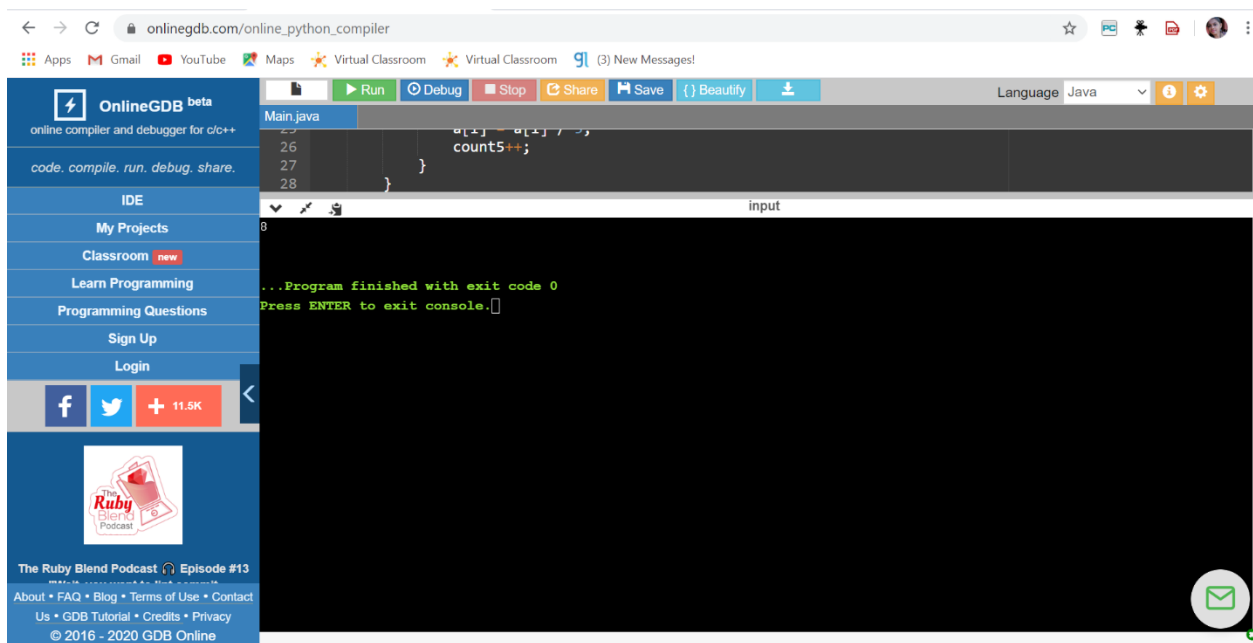 onlinegdb.com/online_python_compiler
Apps Gmail YouTube Maps Virtual Classroom Virtual Classroom (3) New Messages!
OnlineGDB beta
online compiler and debugger for c/c++
code. compile. run. debug. share.
IDE
My Projects
Classroom new
Learn Programming
Programming Questions
Sign Up
Login
11.5K
The Ruby Blend Podcast
The Ruby Blend Podcast 🎧 Episode #13
About • FAQ • Blog • Terms of Use • Contact
Us • GDB Tutorial • Credits • Privacy
© 2016 - 2020 GDB Online
Run Debug Stop Share Save { } Beautify
Language Java
Main.java
26 count5++;
27 }
28 }
input
8
...Program finished with exit code 0
Press ENTER to exit console.